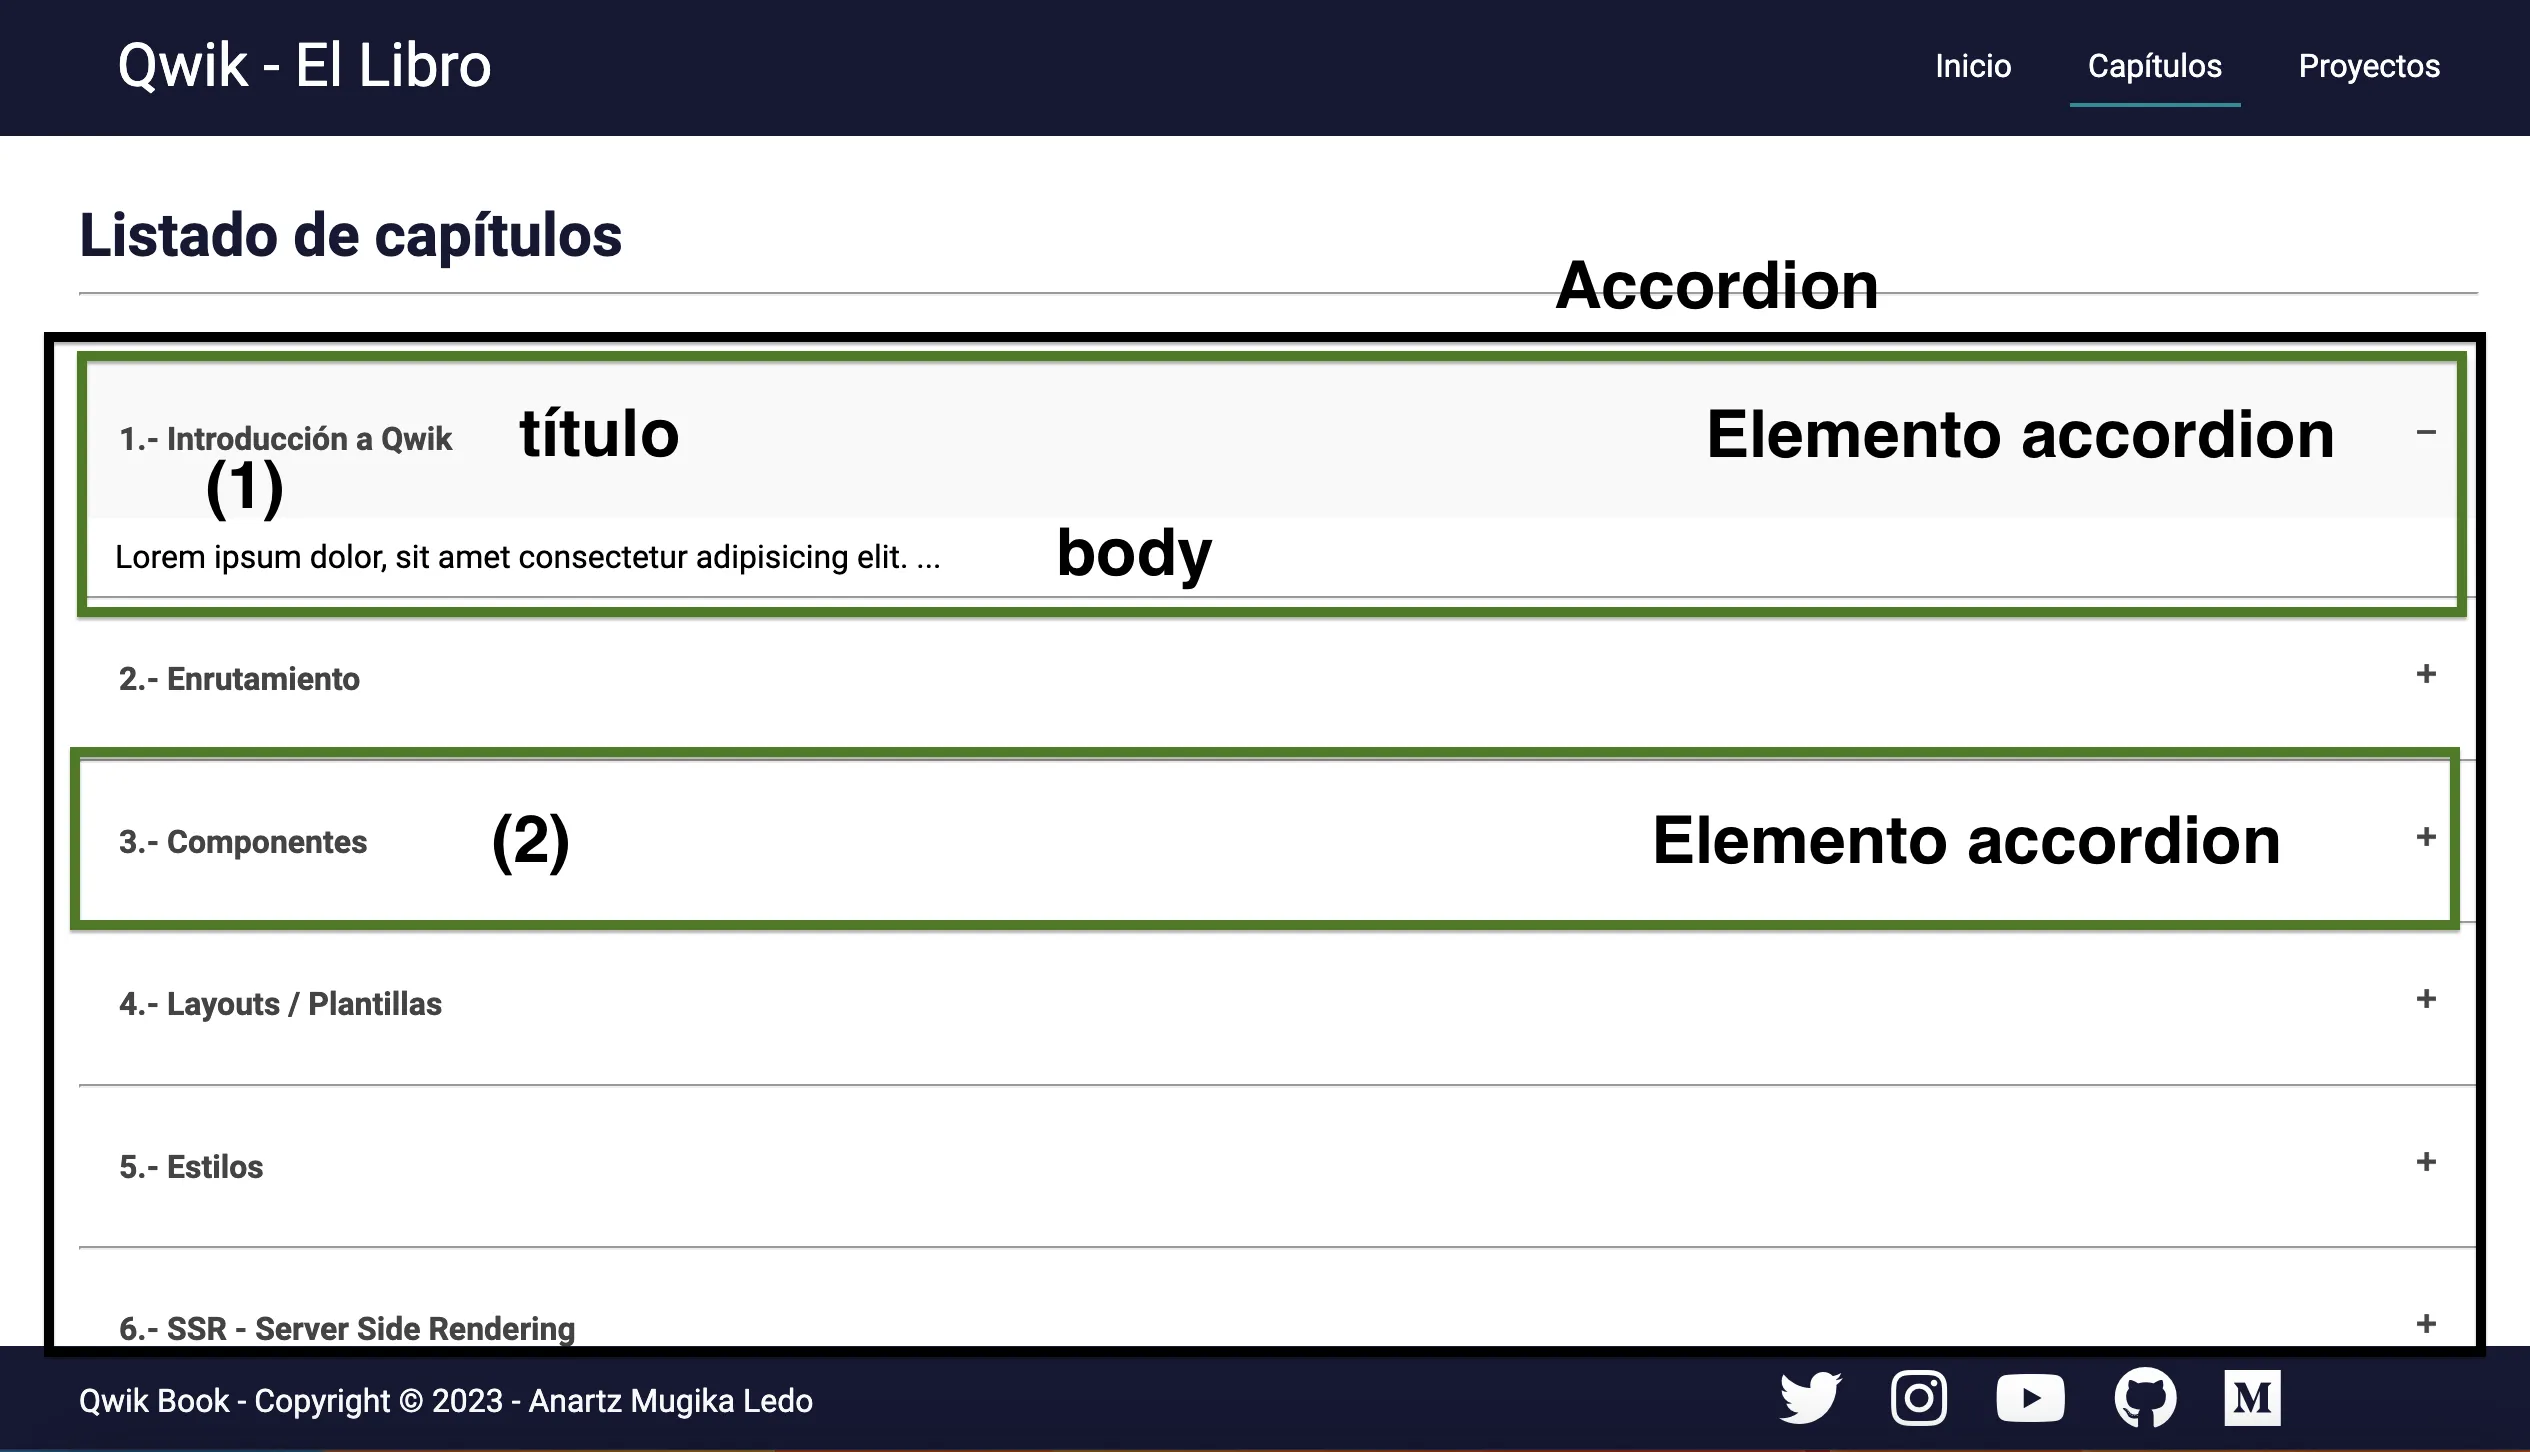 Qwik - El Libro
Inicio Capítulos Proyectos
Listado de capítulos
Accordion
1.- Introducción a Qwik título Elemento accordion −
(1)
Lorem ipsum dolor, sit amet consectetur adipisicing elit. ... body
2.- Enrutamiento +
3.- Componentes (2) Elemento accordion +
4.- Layouts / Plantillas +
5.- Estilos +
6.- SSR - Server Side Rendering +
Qwik Book - Copyright © 2023 - Anartz Mugika Ledo M